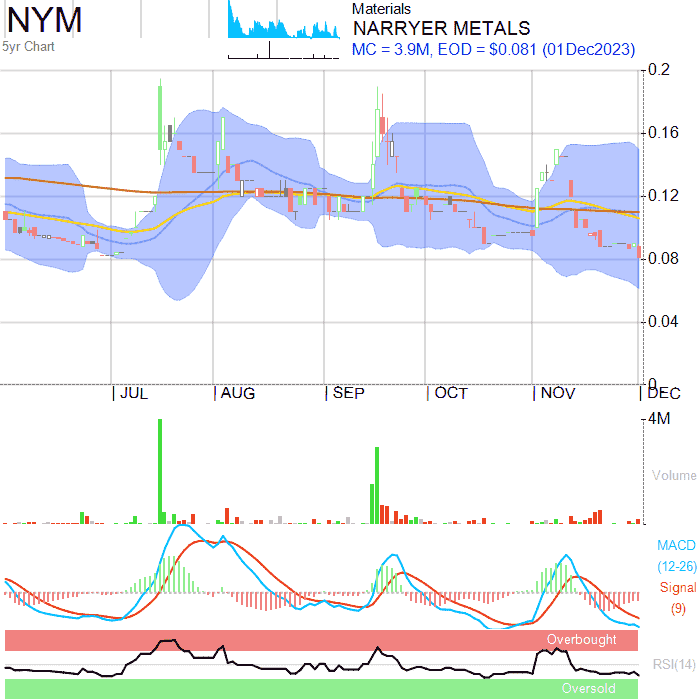 NYM
5yr Chart
Materials
NARRYER METALS
MC = 3.9M, EOD = $0.081 (01Dec2023)
0.2
0.16
0.12
0.08
0.04
0
JUL AUG SEP OCT NOV DEC
4M
Volume
MACD
(12-26)
Signal
(9)
Overbought
RSI(14)
Oversold